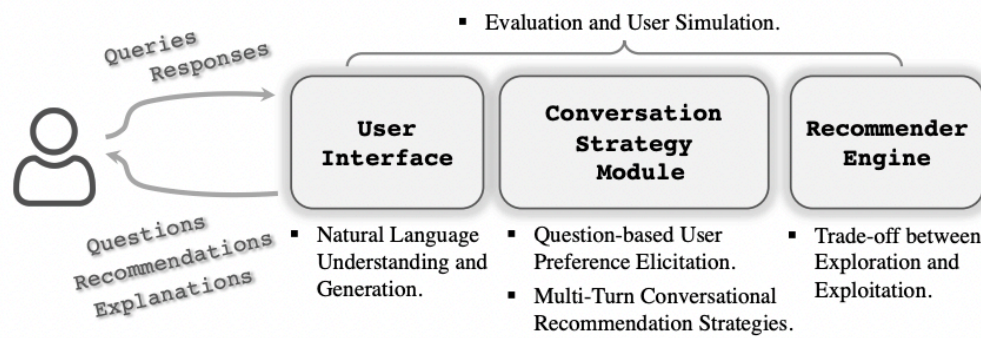 ▪ Evaluation and User Simulation.
Queries
Responses
User
Interface
Conversation
Strategy
Module
Recommender
Engine
Questions
Recommendations
Explanations
▪ Natural Language
Understanding and
Generation.
▪ Question-based User
Preference Elicitation.
▪ Multi-Turn Conversational
Recommendation Strategies.
▪ Trade-off between
Exploration and
Exploitation.